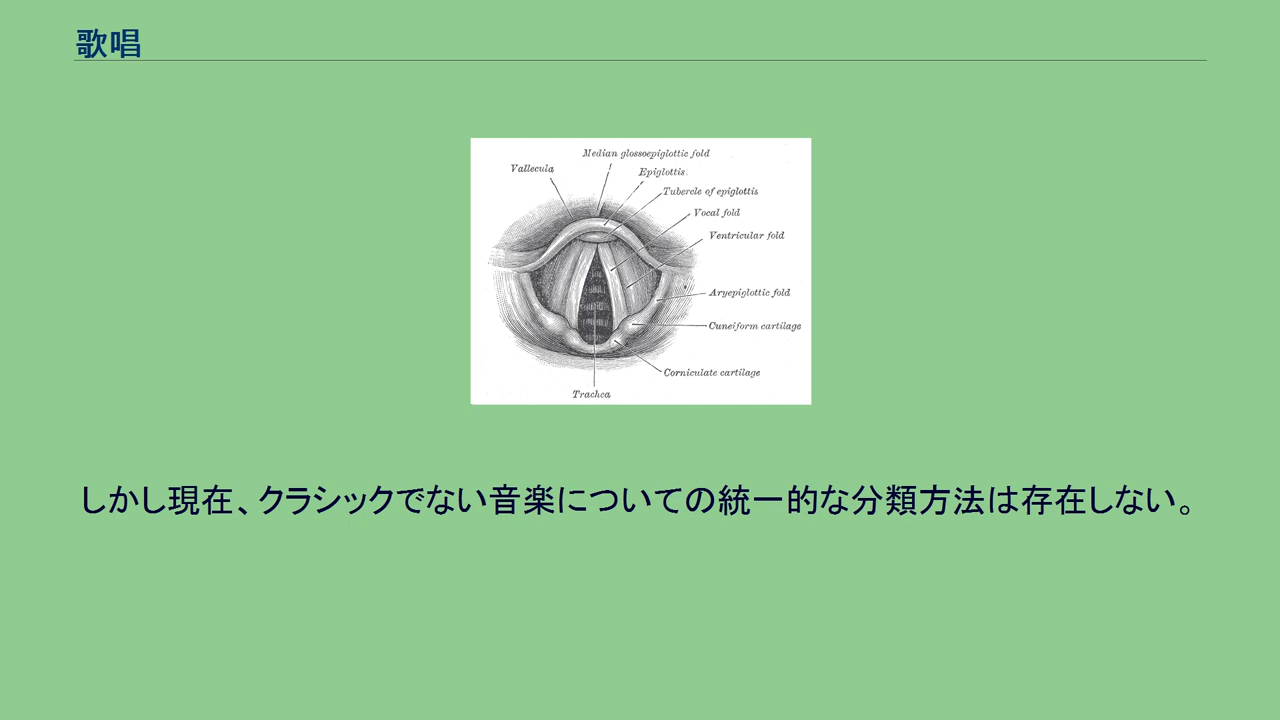 歌唱
Median glossoepiglottic fold
Vallecula
Epiglottis.
Tubercle of epiglottis
Vocal fold
Ventricular fold
Aryepiglottic fold
Cuneiform cartilage
Corniculate cartilage
Trachea
しかし現在、クラシックでない音楽についての統一的な分類方法は存在しない。